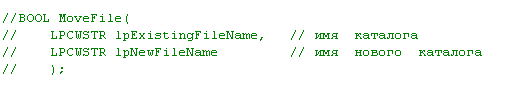 //BOOL MoveFile(
//    LPCWSTR lpExistingFileName,   // имя каталога
//    LPCWSTR lpNewFileName         // имя нового каталога
//    );